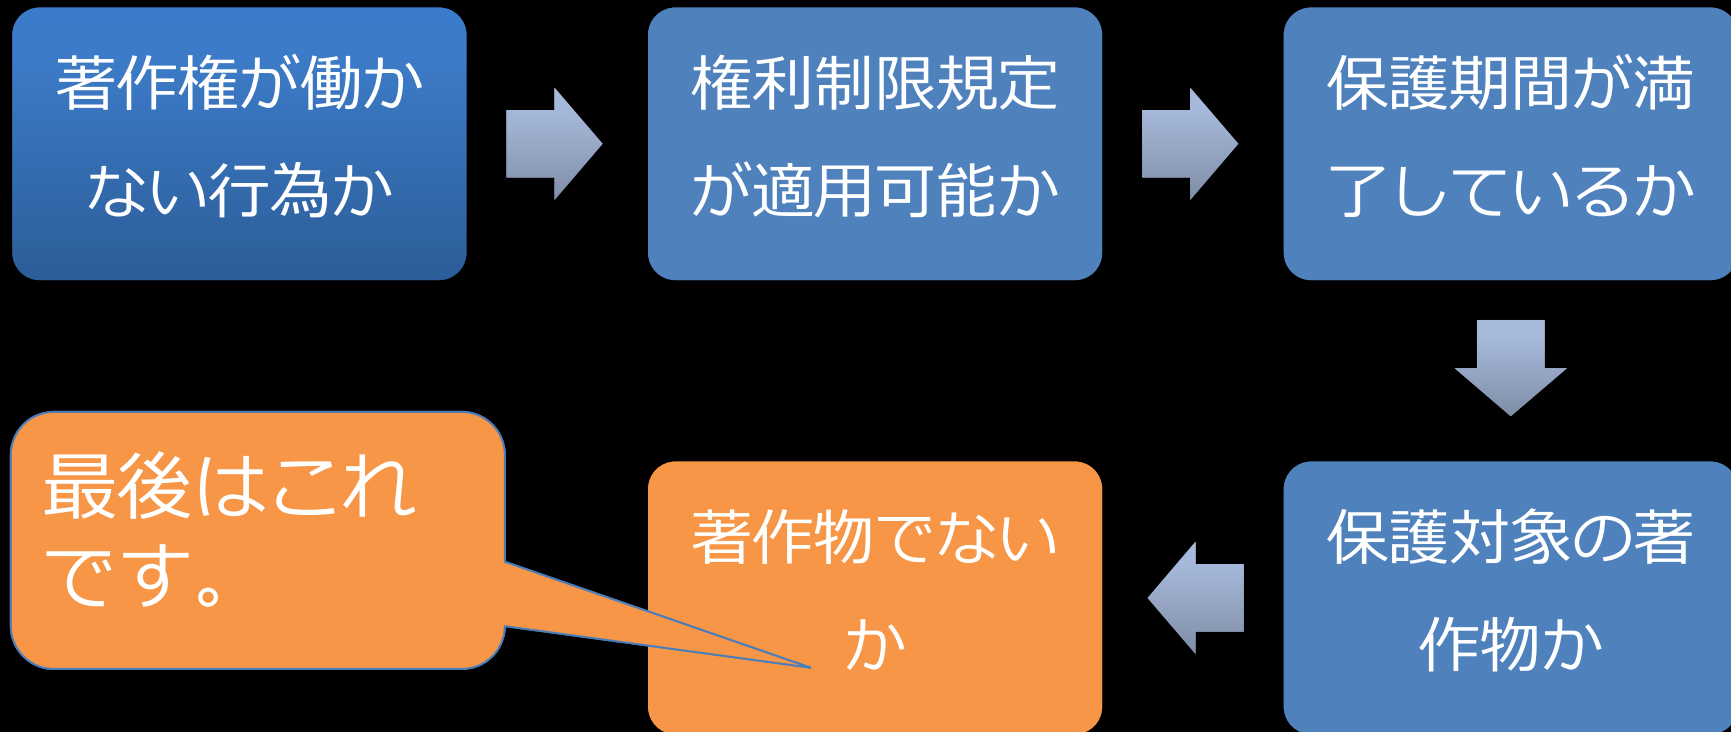 著作権が働か
ない行為か
権利制限規定
が適用可能か
保護期間が満
了しているか
保護対象の著
作物か
著作物でない
か
最後はこれ
です。